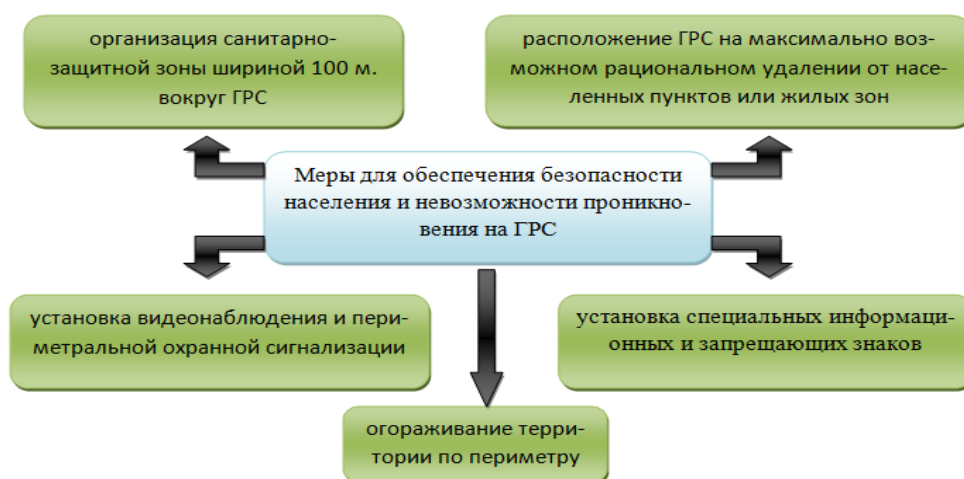 организация санитарно-
защитной зоны шириной 100 м.
вокруг ГРС
расположение ГРС на максимально воз-
можном рациональном удалении от насе-
ленных пунктов или жилых зон
Меры для обеспечения безопасности
населения и невозможности проникно-
вения на ГРС
установка видеонаблюдения и пери-
метральной охранной сигнализации
установка специальных информаци-
онных и запрещающих знаков
огораживание терри-
тории по периметру